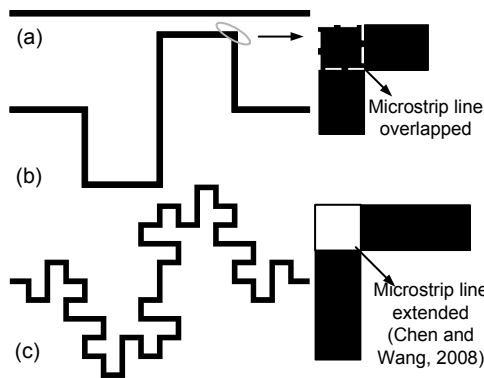 (a)
Microstrip line
overlapped
(b)
Microstrip line
extended
(Chen and
Wang, 2008)
(c)